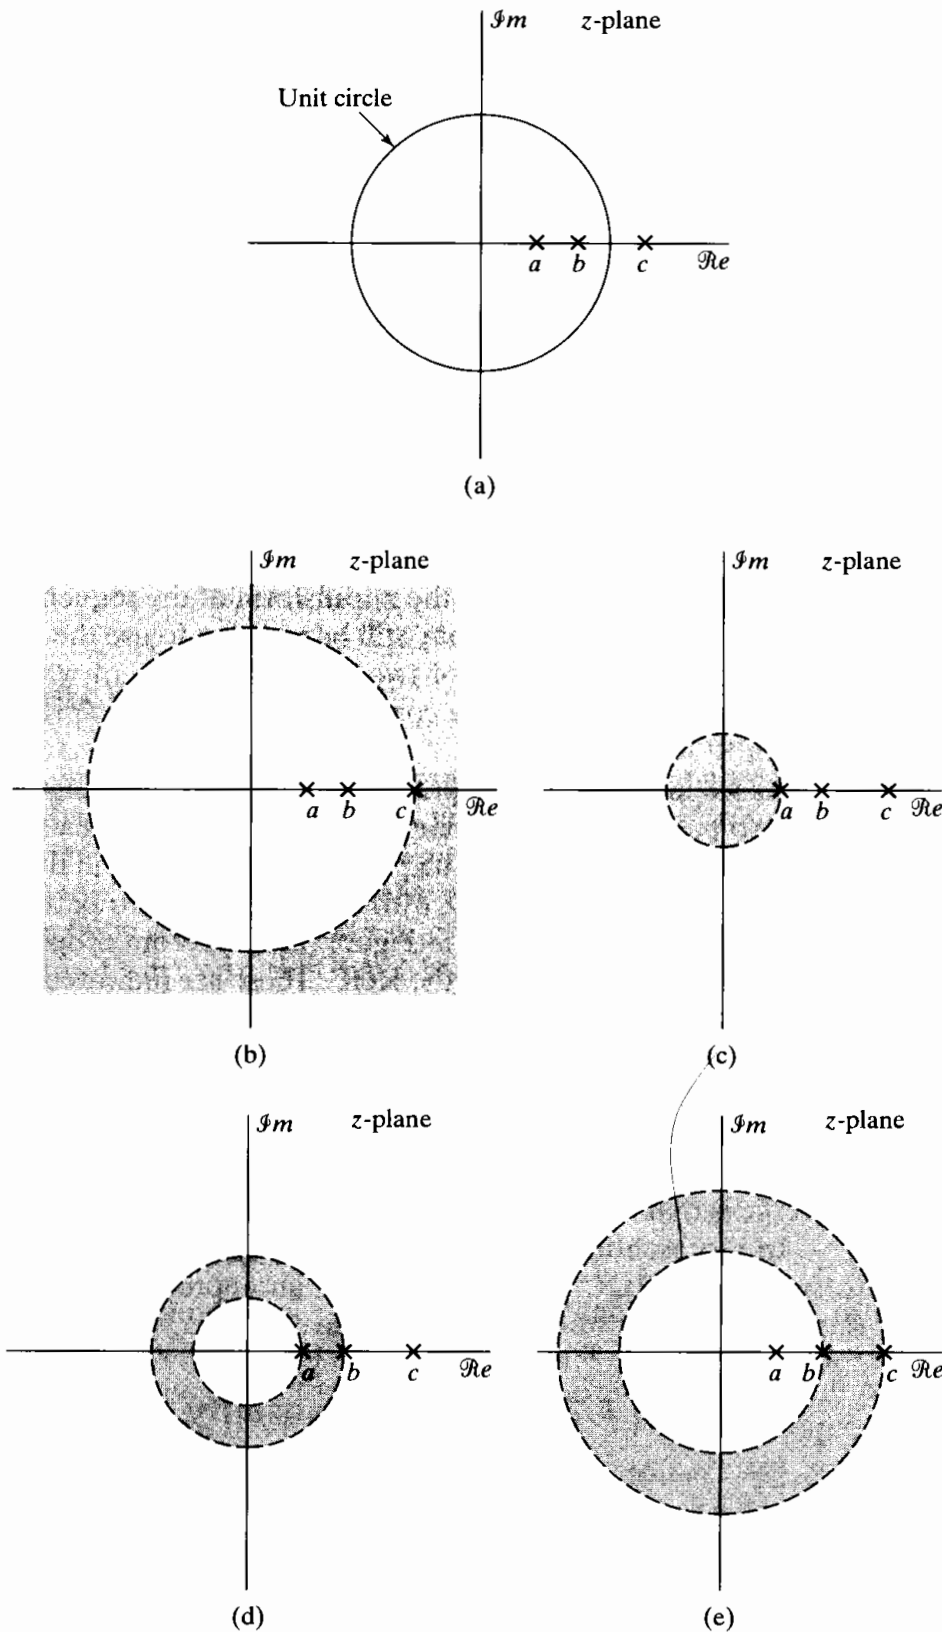 ℐm z-plane
Unit circle
a b c ℛe
(a)
ℐm z-plane
a b c ℛe
(b)
ℐm z-plane
a b c ℛe
(c)
ℐm z-plane
a b c ℛe
(d)
ℐm z-plane
a b c ℛe
(e)